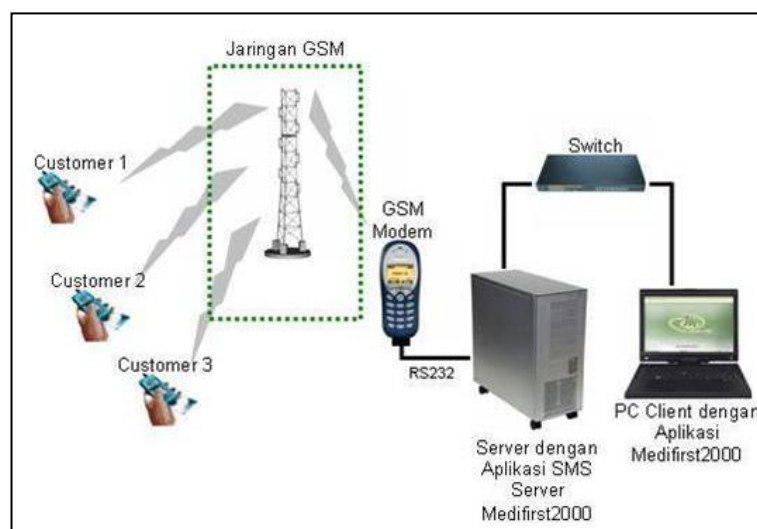 Jaringan GSM
Customer 1
Customer 2
Customer 3
GSM
Modem
RS232
Switch
Server dengan
Aplikasi SMS
Server
Medifirst2000
PC Client dengan
Aplikasi
Medifirst2000